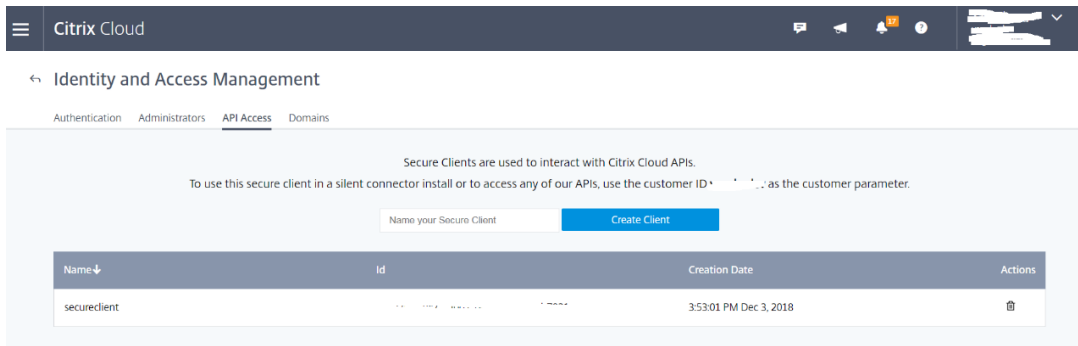 Citrix Cloud
17
?
Identity and Access Management
Authentication Administrators API Access Domains
Secure Clients are used to interact with Citrix Cloud APIs.
To use this secure client in a silent connector install or to access any of our APIs, use the customer ID as the customer parameter.
Name your Secure Client Create Client
Name Id Creation Date Actions
secureclient 3:53:01 PM Dec 3, 2018